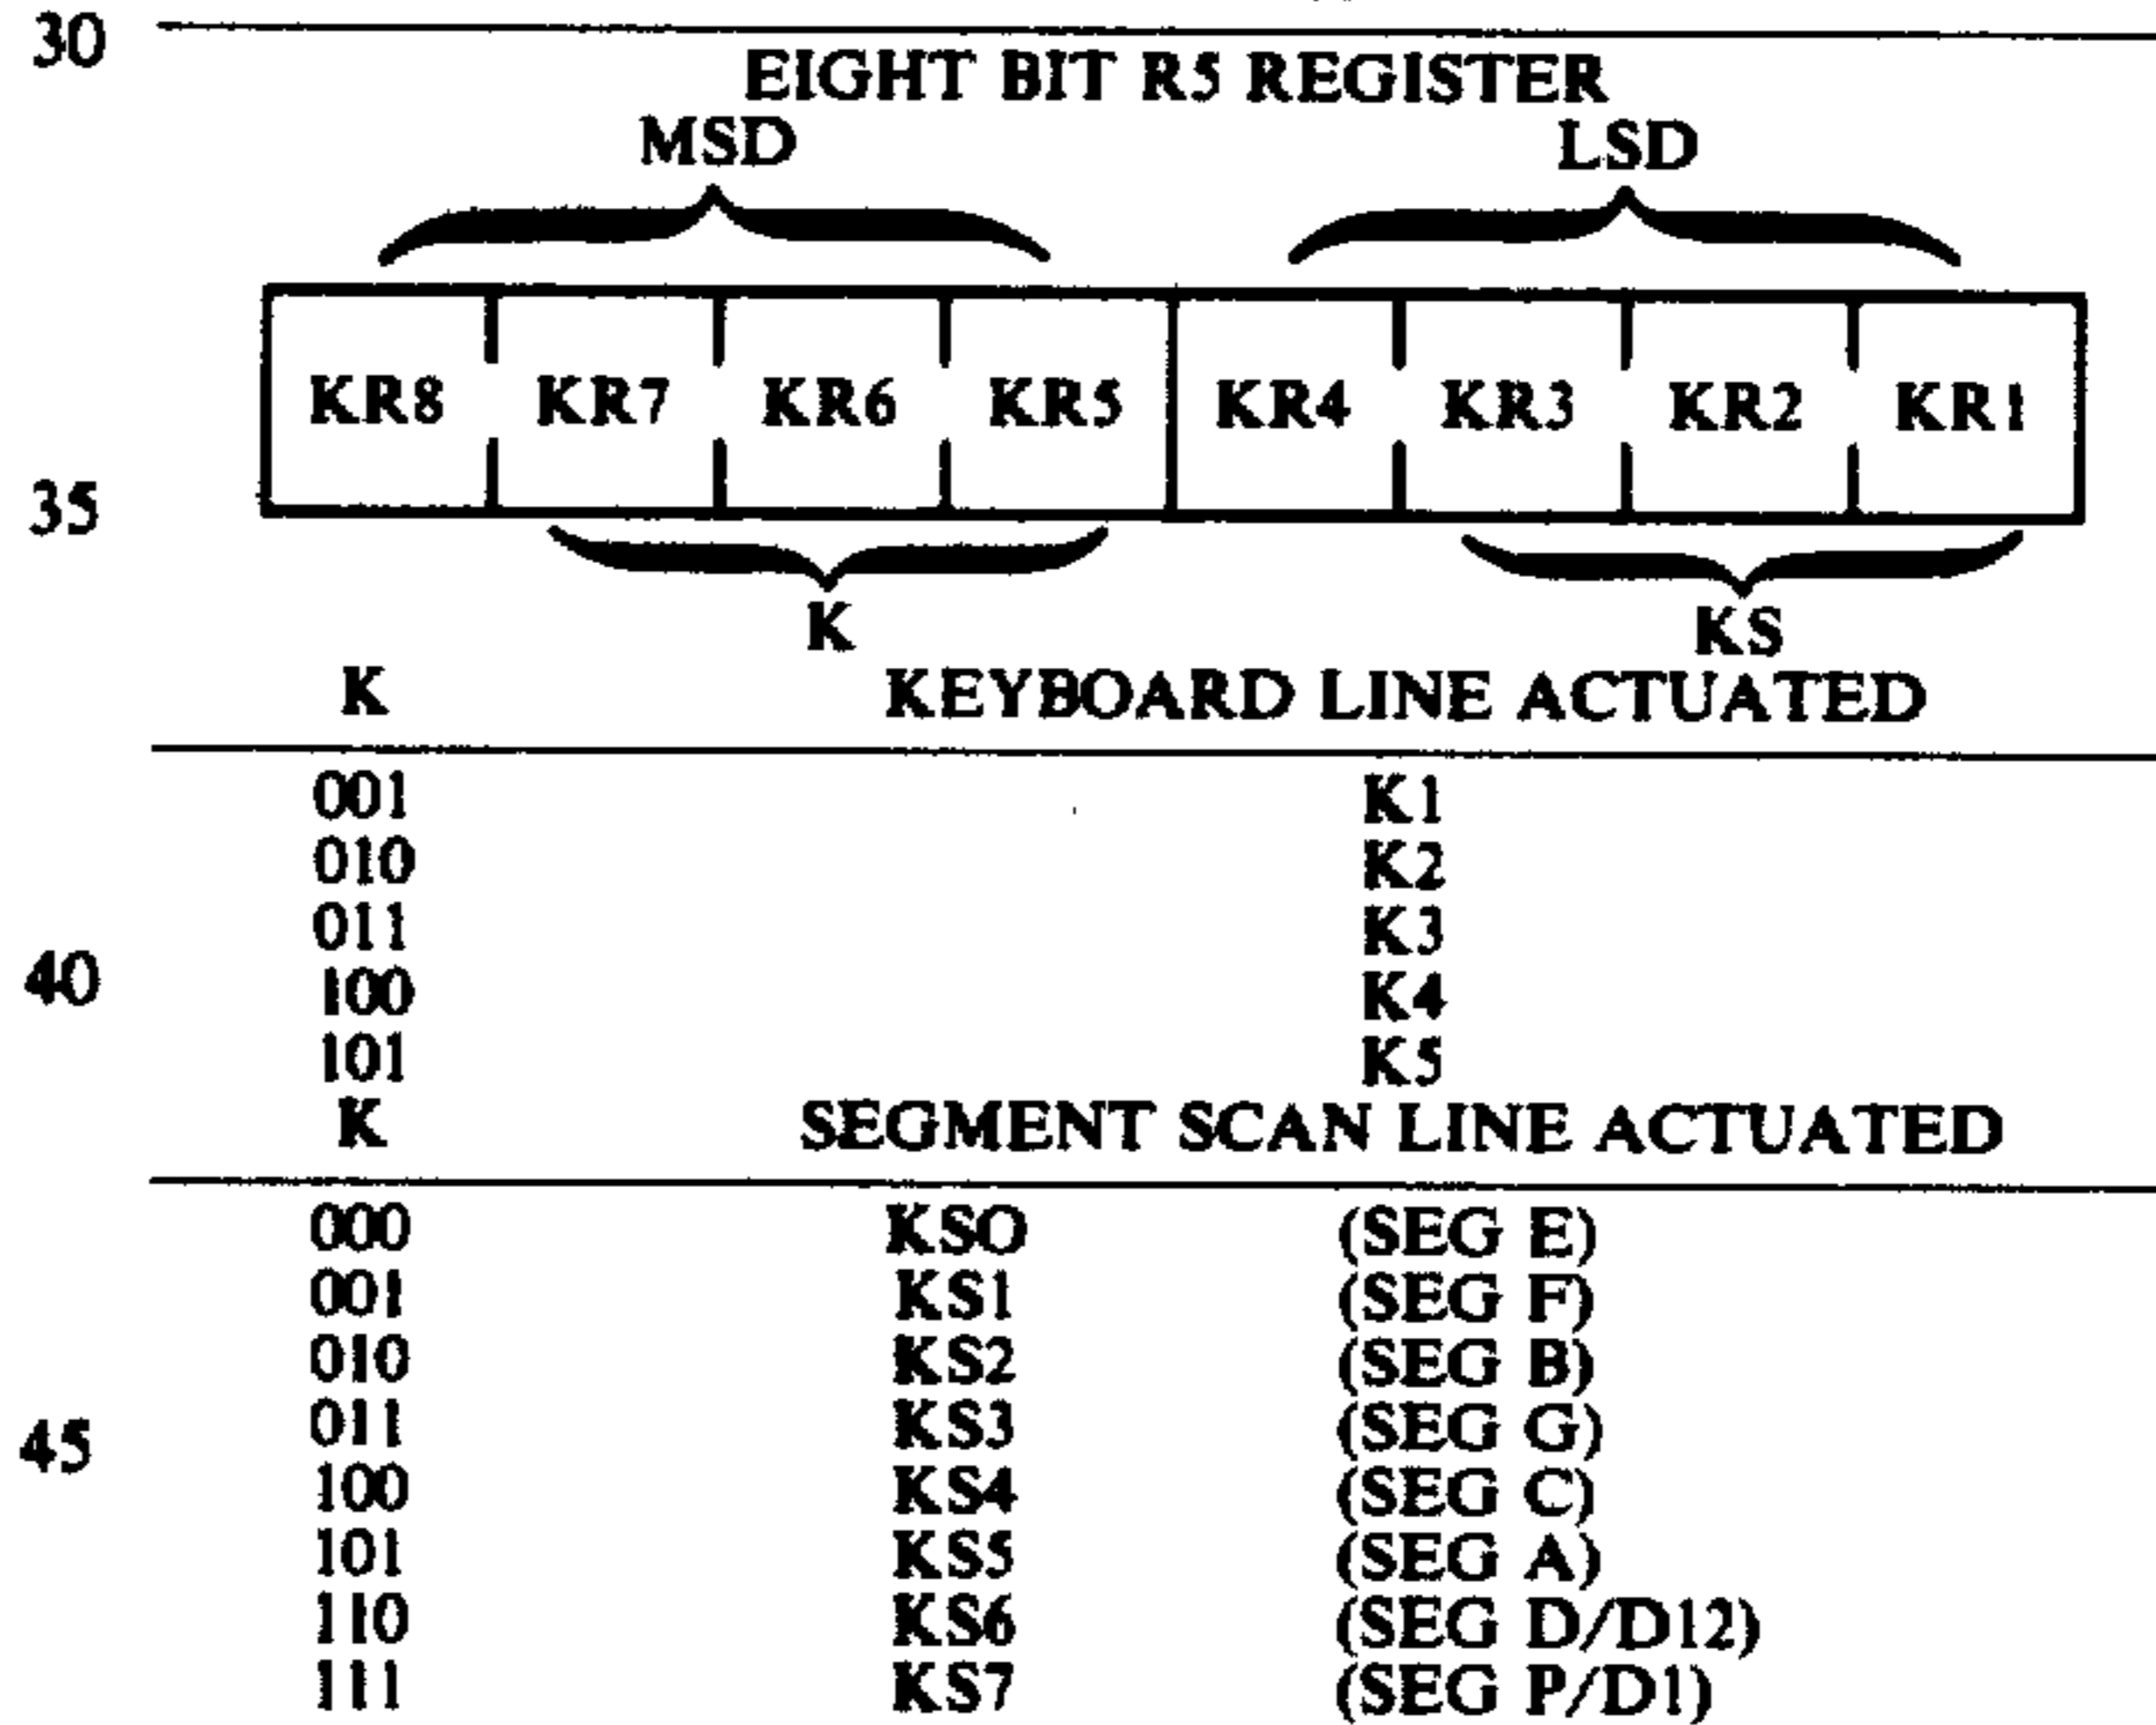 30
EIGHT BIT R5 REGISTER
MSD LSD
KR8 KR7 KR6 KR5 KR4 KR3 KR2 KR1
35
K KS
K KEYBOARD LINE ACTUATED
001 K1
010 K2
011 K3
40 100 K4
101 K5
K SEGMENT SCAN LINE ACTUATED
000 KSO (SEG E)
001 KS1 (SEG F)
010 KS2 (SEG B)
45 011 KS3 (SEG G)
100 KS4 (SEG C)
101 KS5 (SEG A)
110 KS6 (SEG D/D12)
111 KS7 (SEG P/D1)